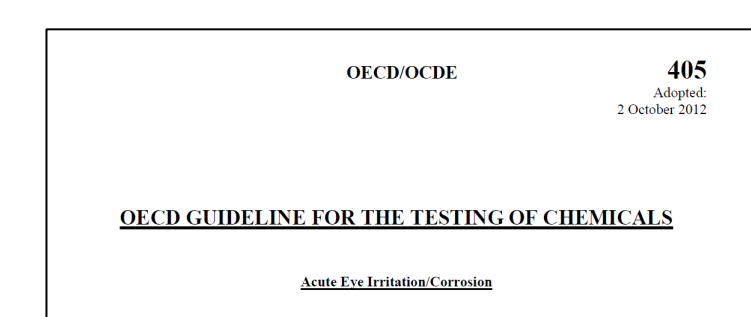 OECD/OCDE
405
Adopted:
2 October 2012
OECD GUIDELINE FOR THE TESTING OF CHEMICALS
Acute Eye Irritation/Corrosion